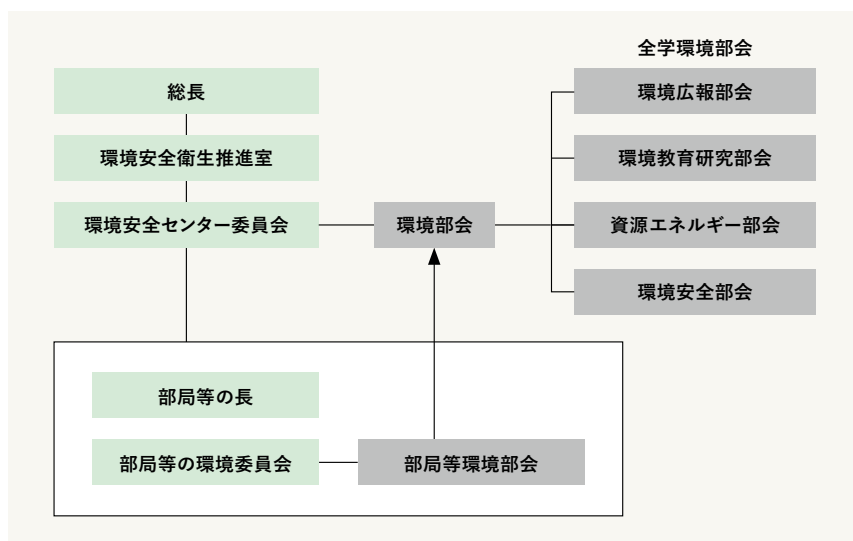 全学環境部会
総長
環境広報部会
環境安全衛生推進室
環境教育研究部会
環境安全センター委員会
環境部会
資源エネルギー部会
環境安全部会
部局等の長
部局等の環境委員会
部局等環境部会